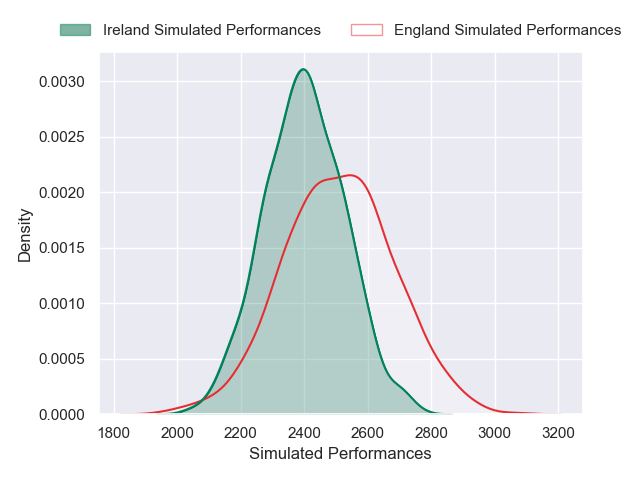 Ireland Simulated Performances England Simulated Performances
0.0030
0.0025
0.0020
0.0015
0.0010
0.0005
0.0000
Density
1800 2000 2200 2400 2600 2800 3000 3200
Simulated Performances